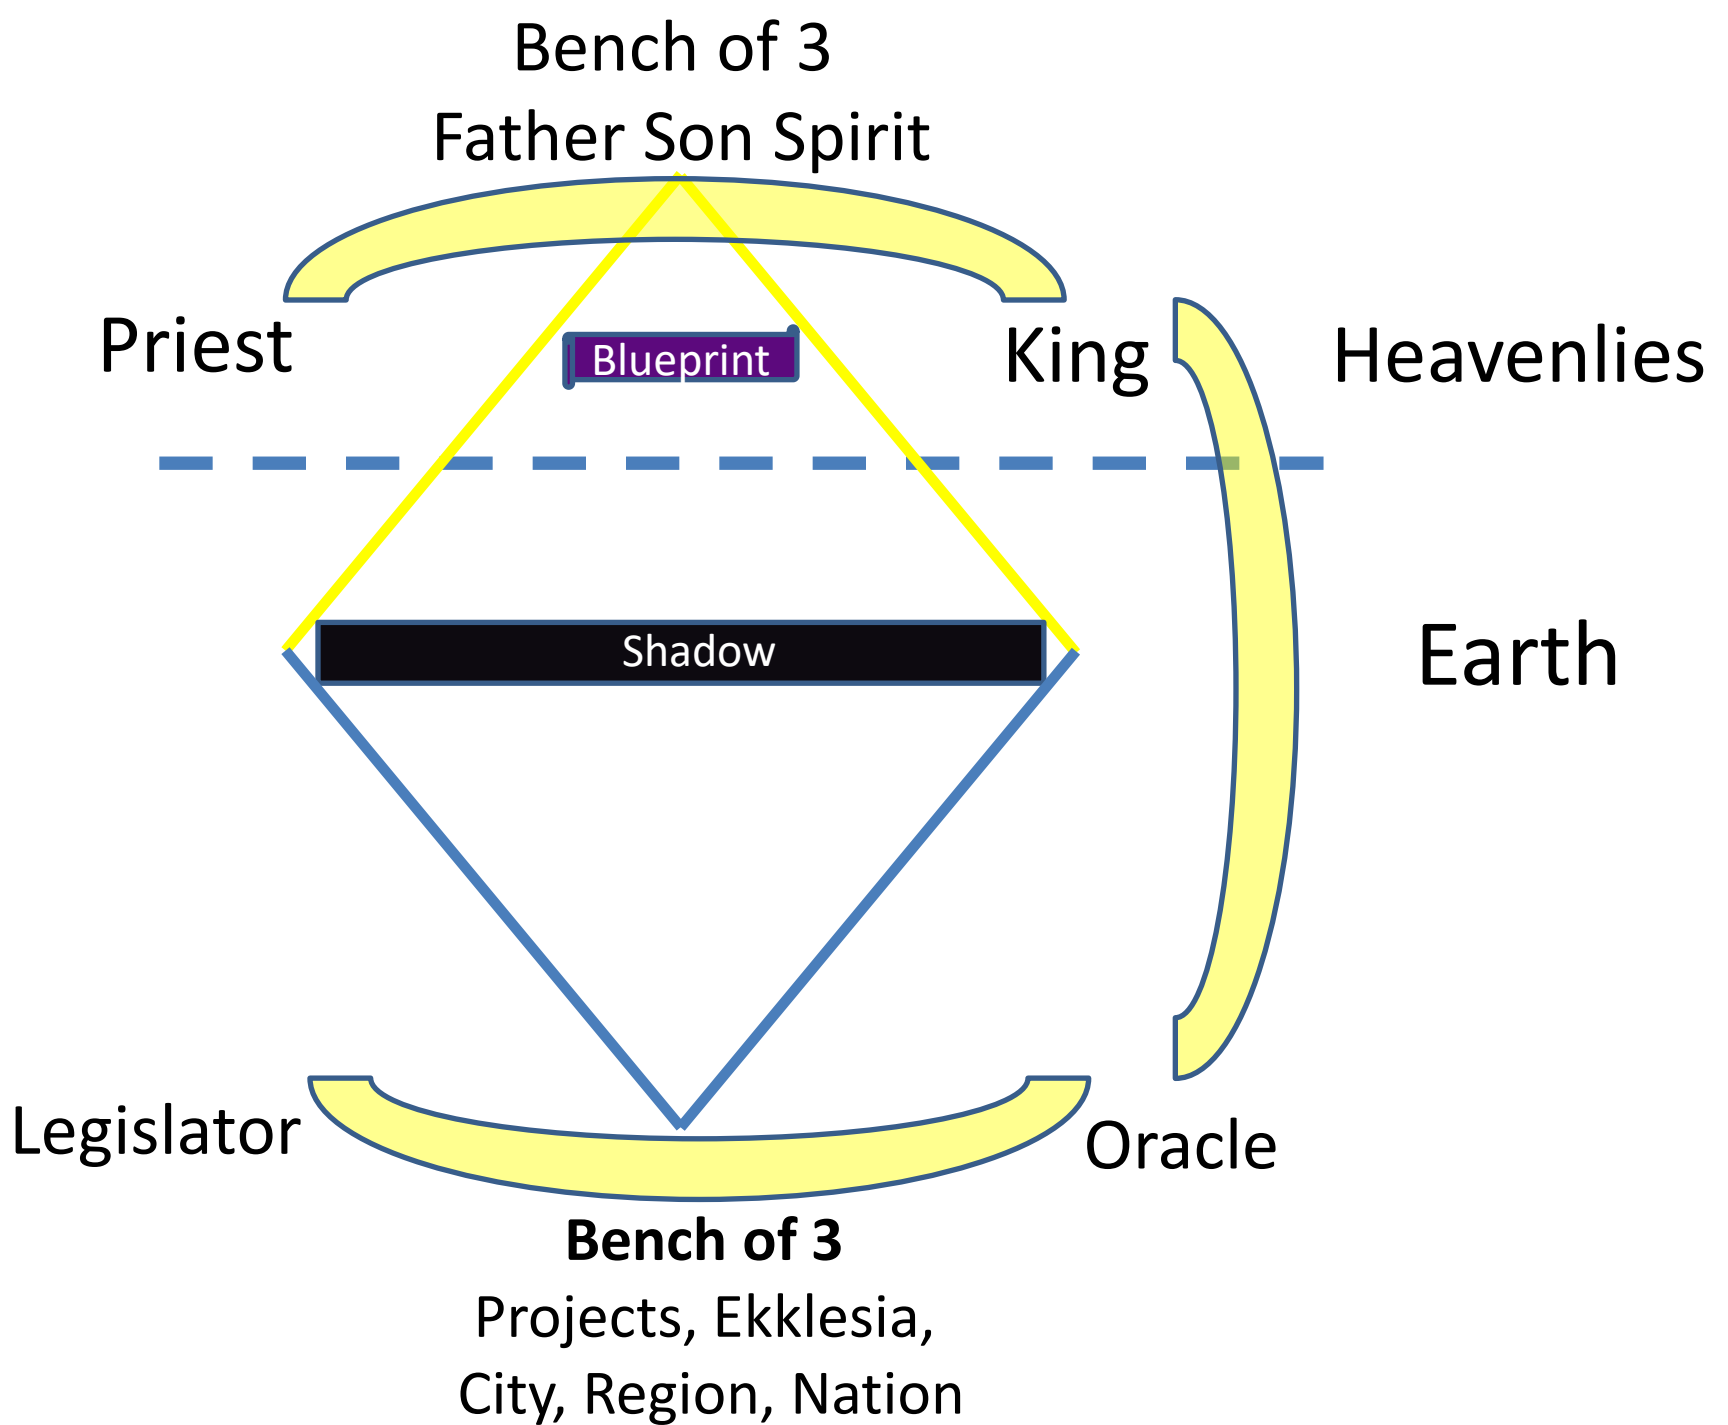 Bench of 3
Father Son Spirit
Priest
Blueprint
King
Heavenlies
Shadow
Earth
Legislator
Oracle
Bench of 3
Projects, Ekklesia,
City, Region, Nation